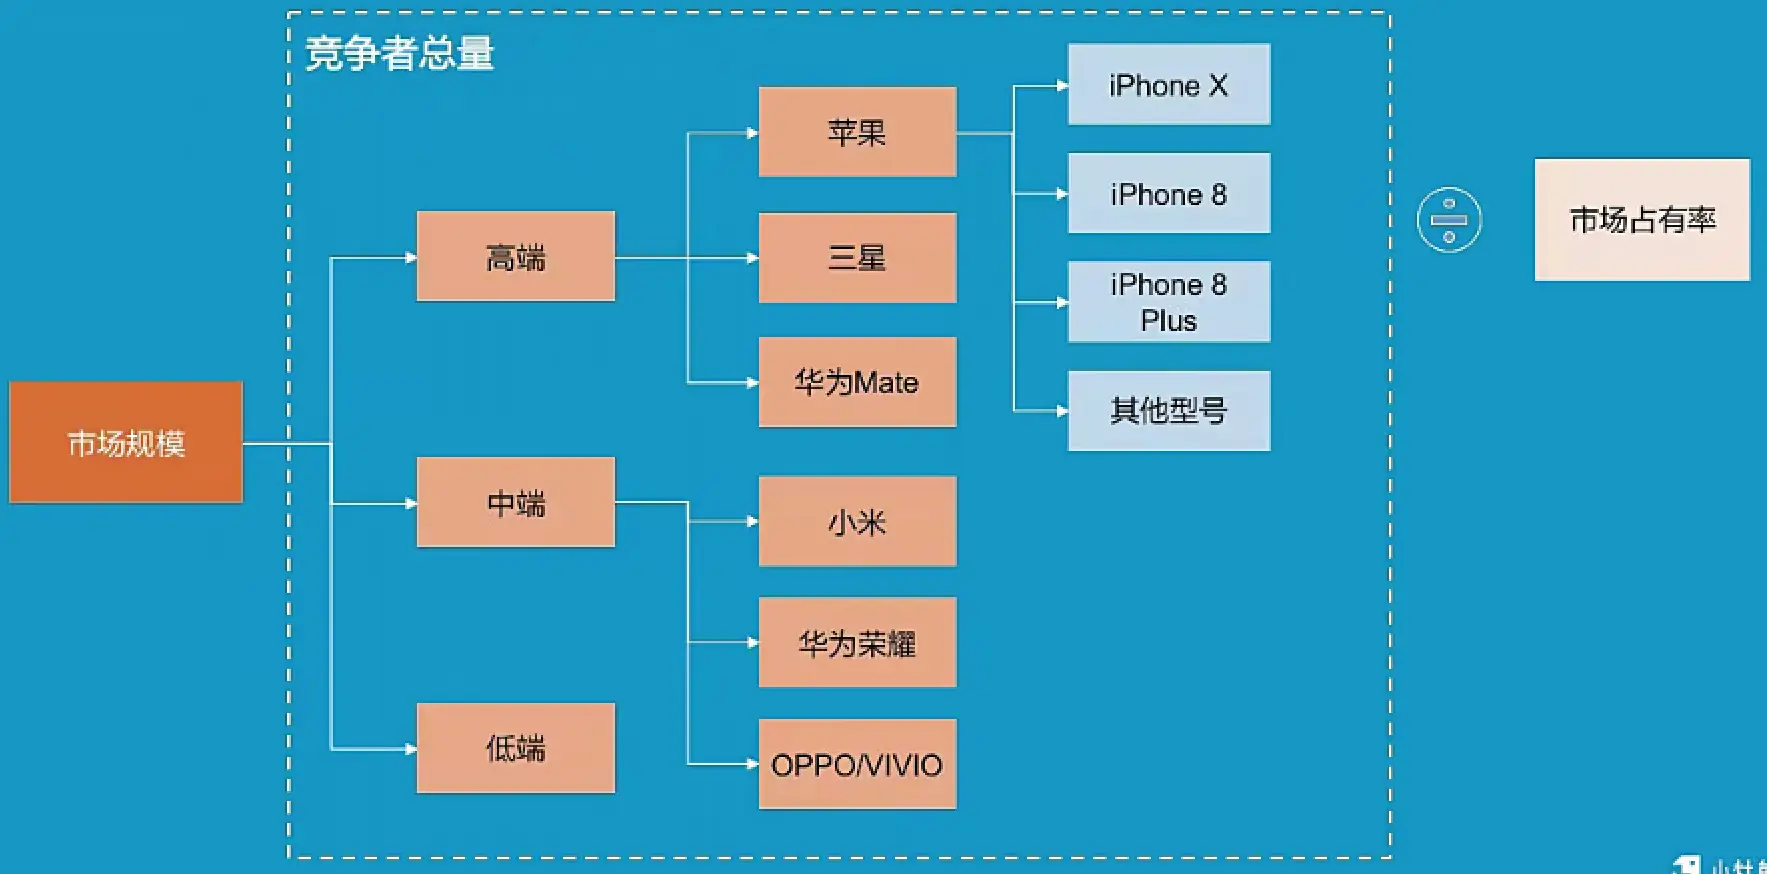 竞争者总量
iPhone X
苹果
iPhone 8
市场占有率
高端
三星
iPhone 8
Plus
华为Mate
其他型号
市场规模
中端
小米
华为荣耀
低端
OPPO/VIVIO